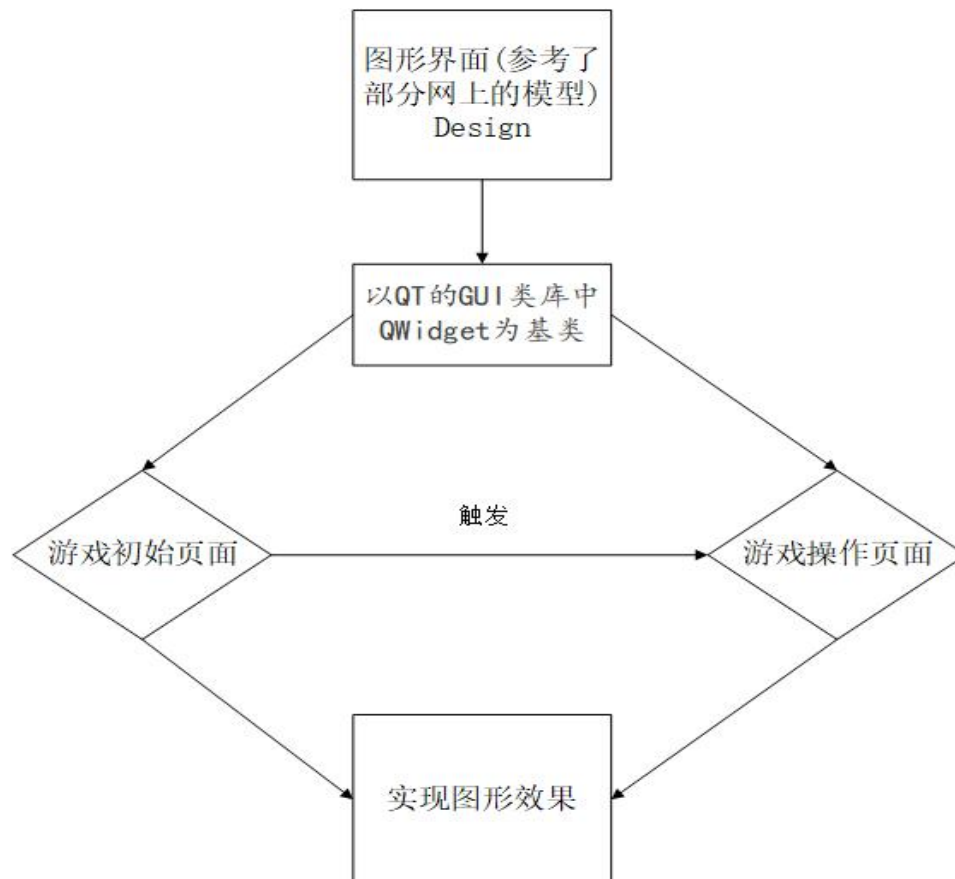 图形界面(参考了
部分网上的模型)
Design
以QT的GUI类库中
QWidget为基类
触发
游戏初始页面
游戏操作页面
实现图形效果